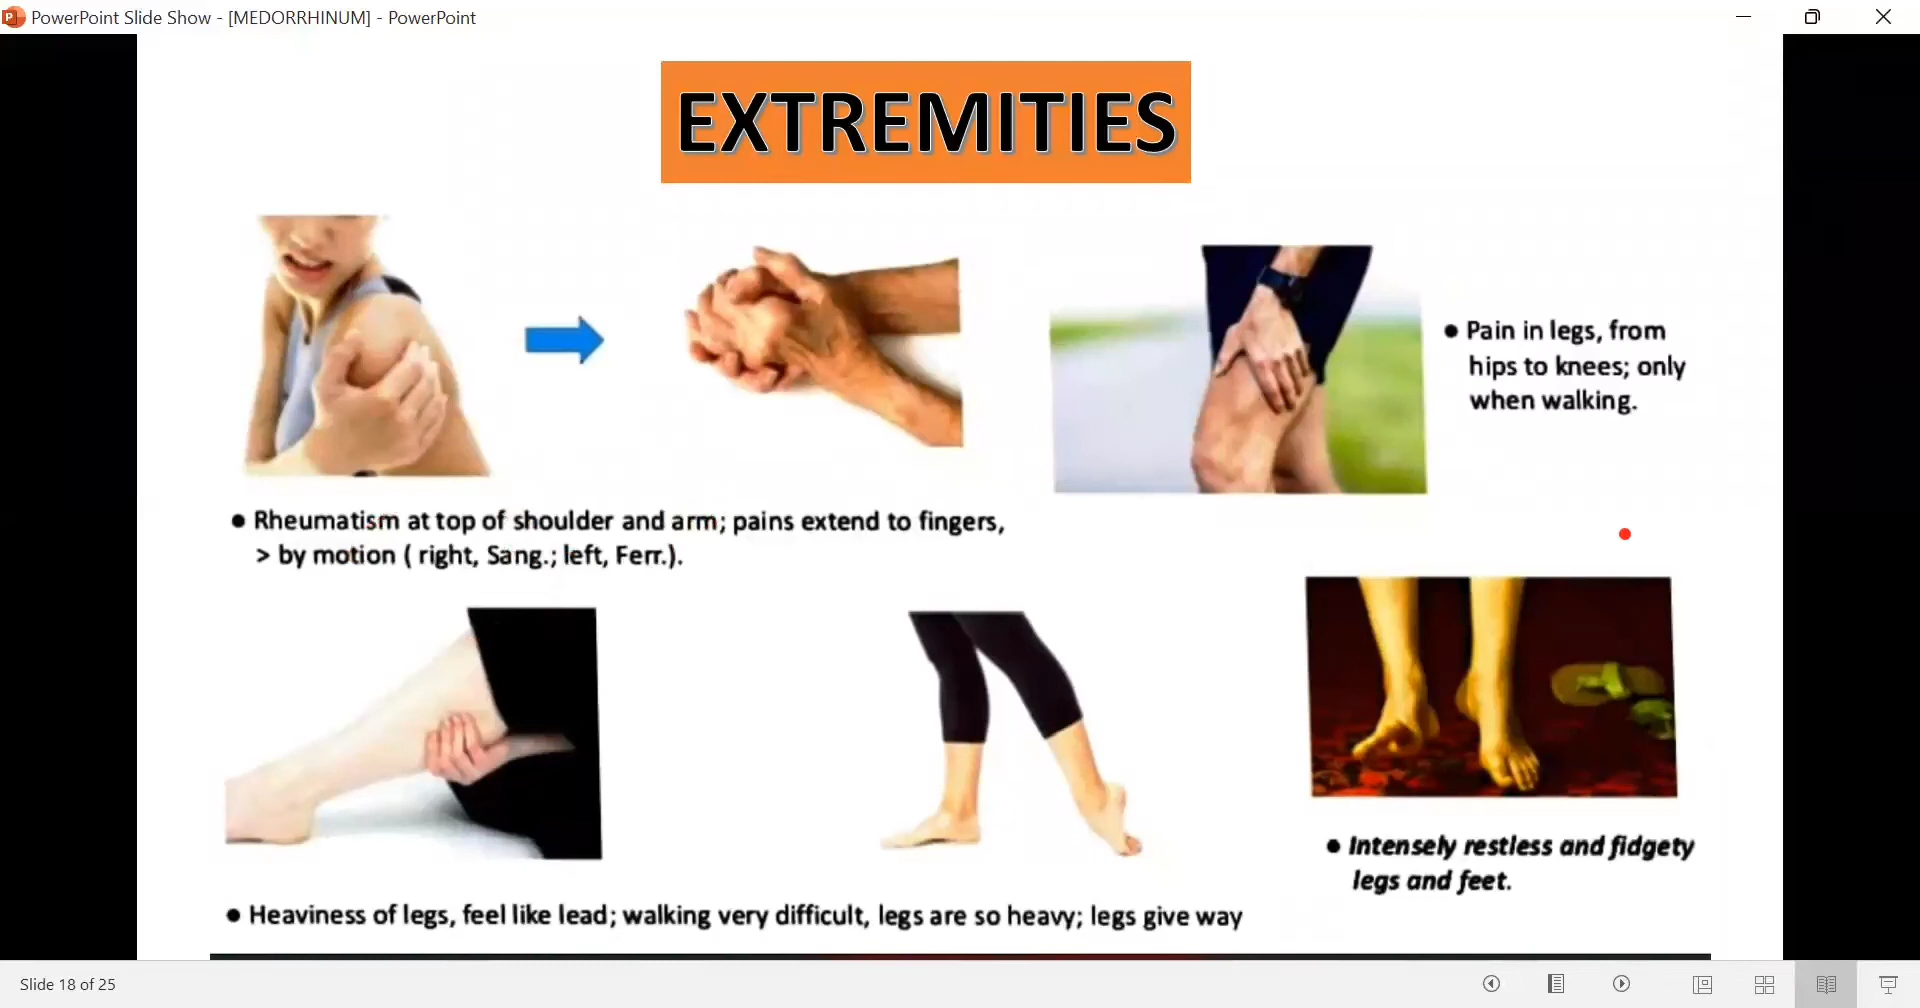 PowerPoint Slide Show - [MEDORRHINUM] - PowerPoint
EXTREMITIES
● Pain in legs, from
hips to knees; only
when walking.
● Rheumatism at top of shoulder and arm; pains extend to fingers,
> by motion ( right, Sang.; left, Ferr.).
● Intensely restless and fidgety
legs and feet.
● Heaviness of legs, feel like lead; walking very difficult, legs are so heavy; legs give way
Slide 18 of 25